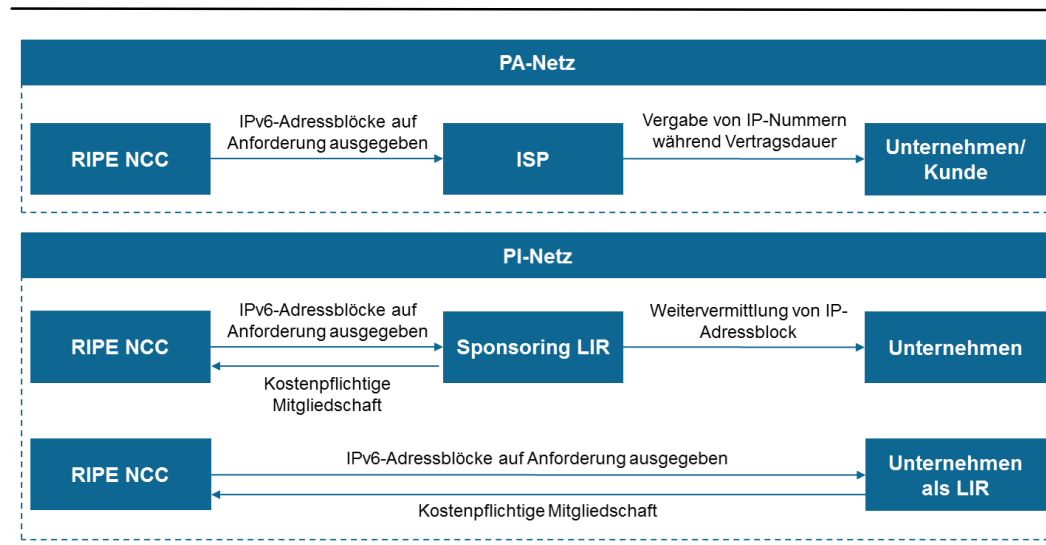 PA-Netz
RIPE NCC
IPv6-Adressblöcke auf
Anforderung ausgegeben
ISP
Vergabe von IP-Nummern
während Vertragsdauer
Unternehmen/
Kunde
PI-Netz
RIPE NCC
IPv6-Adressblöcke auf
Anforderung ausgegeben
Kostenpflichtige
Mitgliedschaft
Sponsoring LIR
Weitervermittlung von IP-
Adressblock
Unternehmen
RIPE NCC
IPv6-Adressblöcke auf Anforderung ausgegeben
Kostenpflichtige Mitgliedschaft
Unternehmen
als LIR